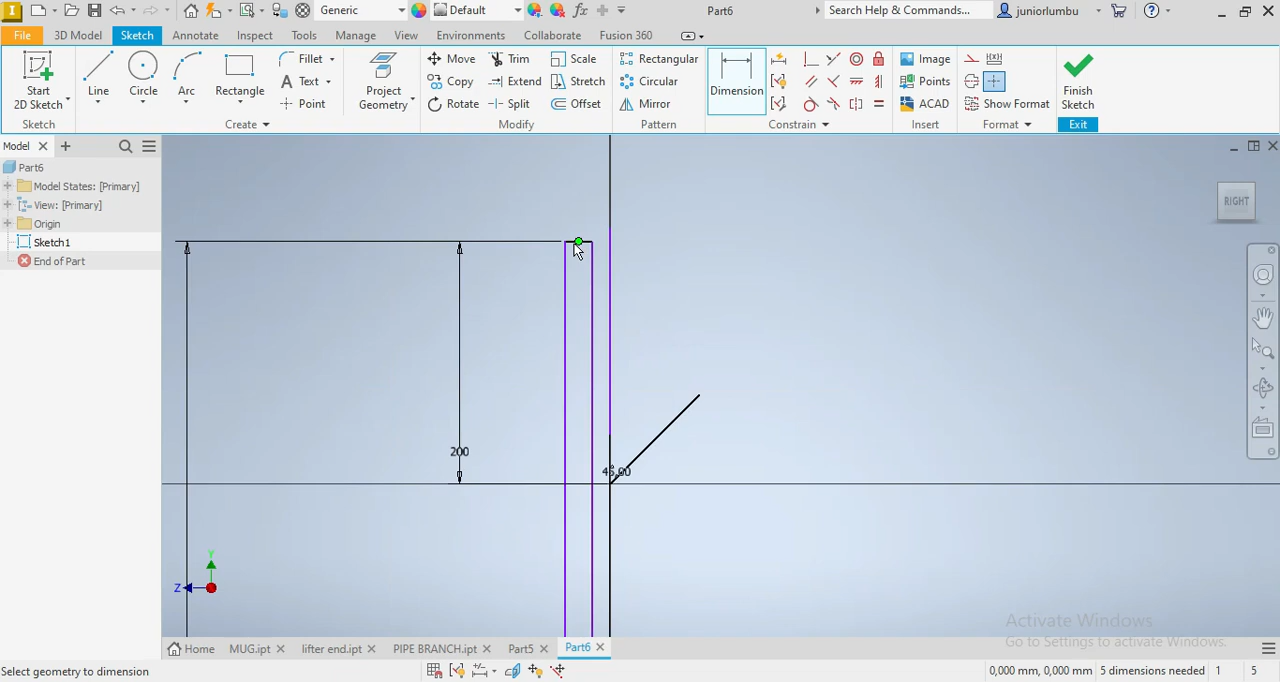 Generic Default fx Part6 Search Help & Commands... juniorlumbu
File 3D Model Sketch Annotate Inspect Tools Manage View Environments Collaborate Fusion 360
Start 2D Sketch Line Circle Arc Rectangle Fillet Text Point Project Geometry Move Copy Rotate Trim Extend Split Scale Stretch Offset Rectangular Circular Mirror Dimension Image Points ACAD Show Format Finish Sketch
Sketch Create Modify Pattern Constrain Insert Format Exit
Model
Part6
Model States: [Primary]
View: [Primary]
Origin
Sketch1
End of Part
RIGHT
200
45,00
Y
Z
Activate Windows
Go to Settings to activate Windows.
Home MUG.ipt lifter end.ipt PIPE BRANCH.ipt Part5 Part6
Select geometry to dimension 0,000 mm, 0,000 mm 5 dimensions needed 1 5